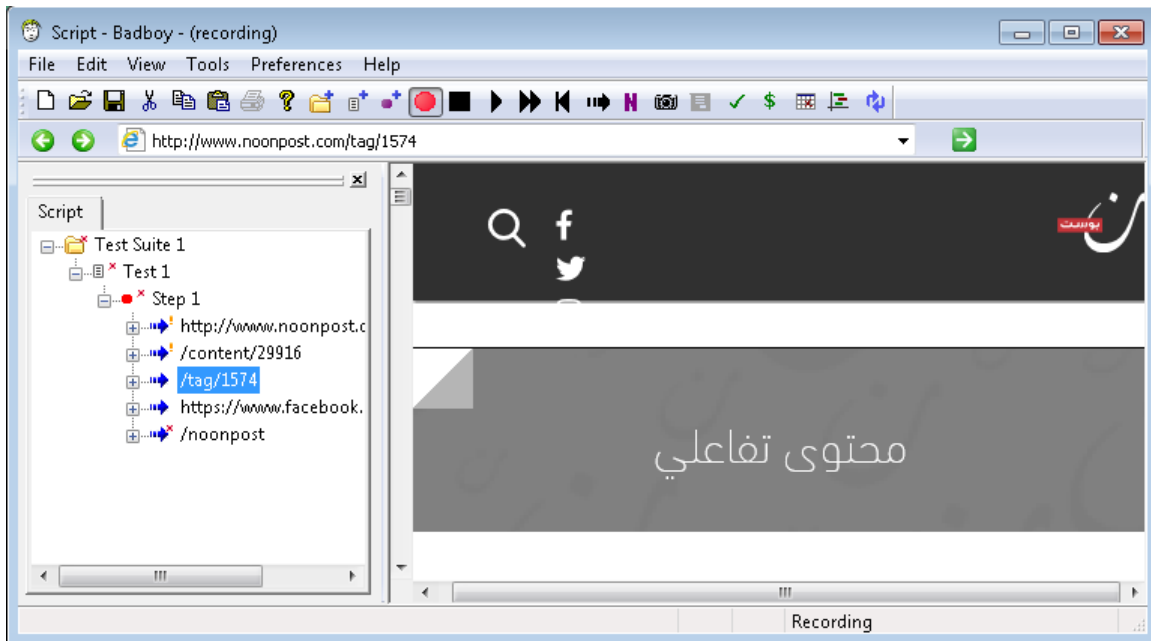 Script - Badboy - (recording)
File Edit View Tools Preferences Help
http://www.noonpost.com/tag/1574
Script
Test Suite 1
Test 1
Step 1
http://www.noonpost.c
/content/29916
/tag/1574
https://www.facebook.
/noonpost
ن
بوست
محتوى تفاعلي
Recording